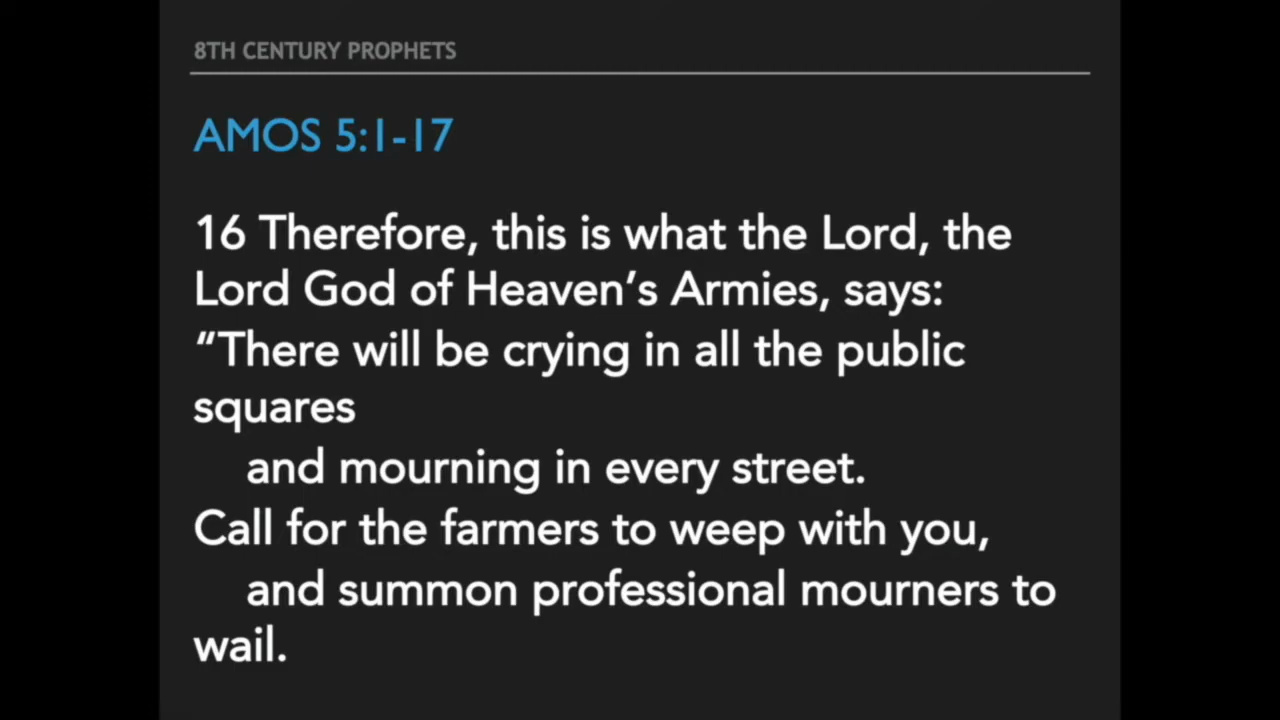 8TH CENTURY PROPHETS
AMOS 5:1-17
16 Therefore, this is what the Lord, the
Lord God of Heaven’s Armies, says:
“There will be crying in all the public
squares
and mourning in every street.
Call for the farmers to weep with you,
and summon professional mourners to
wail.